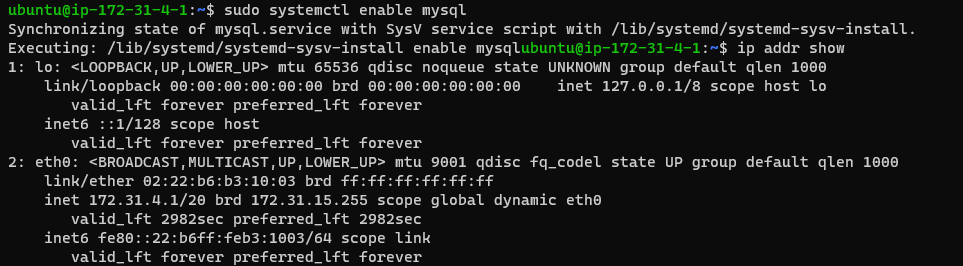 ubuntu@ip-172-31-4-1:~$ sudo systemctl enable mysql
Synchronizing state of mysql.service with SysV service script with /lib/systemd/systemd-sysv-install.
Executing: /lib/systemd/systemd-sysv-install enable mysqlubuntu@ip-172-31-4-1:~$ ip addr show
1: lo: <LOOPBACK,UP,LOWER_UP> mtu 65536 qdisc noqueue state UNKNOWN group default qlen 1000
    link/loopback 00:00:00:00:00:00 brd 00:00:00:00:00:00    inet 127.0.0.1/8 scope host lo
       valid_lft forever preferred_lft forever
    inet6 ::1/128 scope host
       valid_lft forever preferred_lft forever
2: eth0: <BROADCAST,MULTICAST,UP,LOWER_UP> mtu 9001 qdisc fq_codel state UP group default qlen 1000
    link/ether 02:22:b6:b3:10:03 brd ff:ff:ff:ff:ff:ff
    inet 172.31.4.1/20 brd 172.31.15.255 scope global dynamic eth0
       valid_lft 2982sec preferred_lft 2982sec
    inet6 fe80::22:b6ff:feb3:1003/64 scope link
       valid_lft forever preferred_lft forever